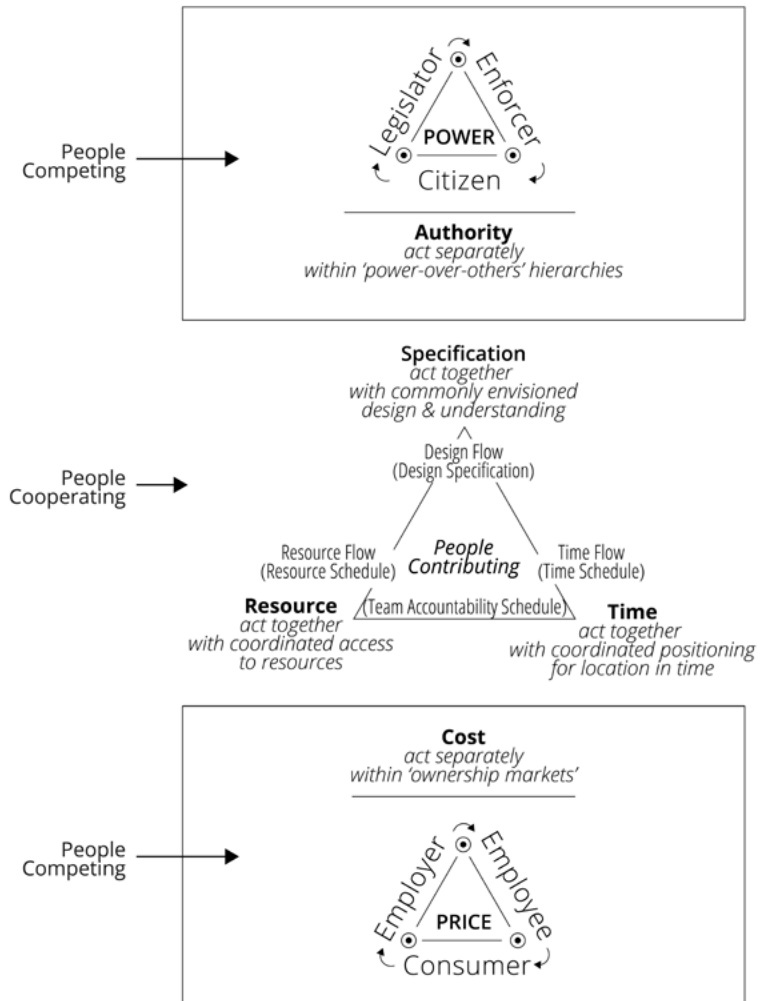 Legislator
Enforcer
POWER
Citizen
People
Competing
Authority
act separately
within ‘power-over-others’ hierarchies
Specification
act together
with commonly envisioned
design & understanding
Design Flow
(Design Specification)
People
Cooperating
Resource Flow
(Resource Schedule)
People
Contributing
Time Flow
(Time Schedule)
(Team Accountability Schedule)
Resource
act together
with coordinated access
to resources
Time
act together
with coordinated positioning
for location in time
Cost
act separately
within ‘ownership markets’
People
Competing
Employer
Employee
PRICE
Consumer